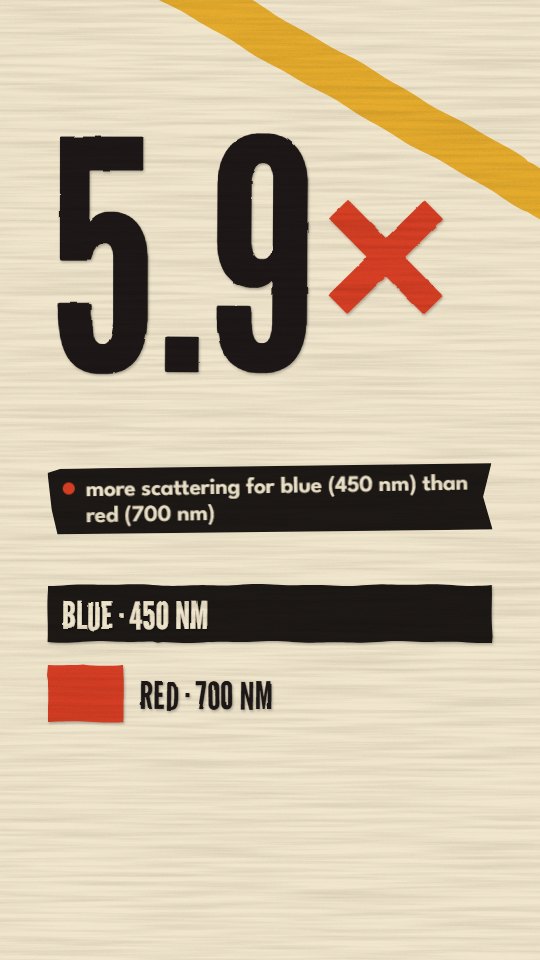 5.9×
more scattering for blue (450 nm) than
red (700 nm)
BLUE · 450 NM
RED · 700 NM